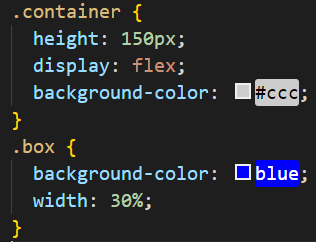 .container {
  height: 150px;
  display: flex;
  background-color: #ccc;
}
.box {
  background-color: blue;
  width: 30%;
}